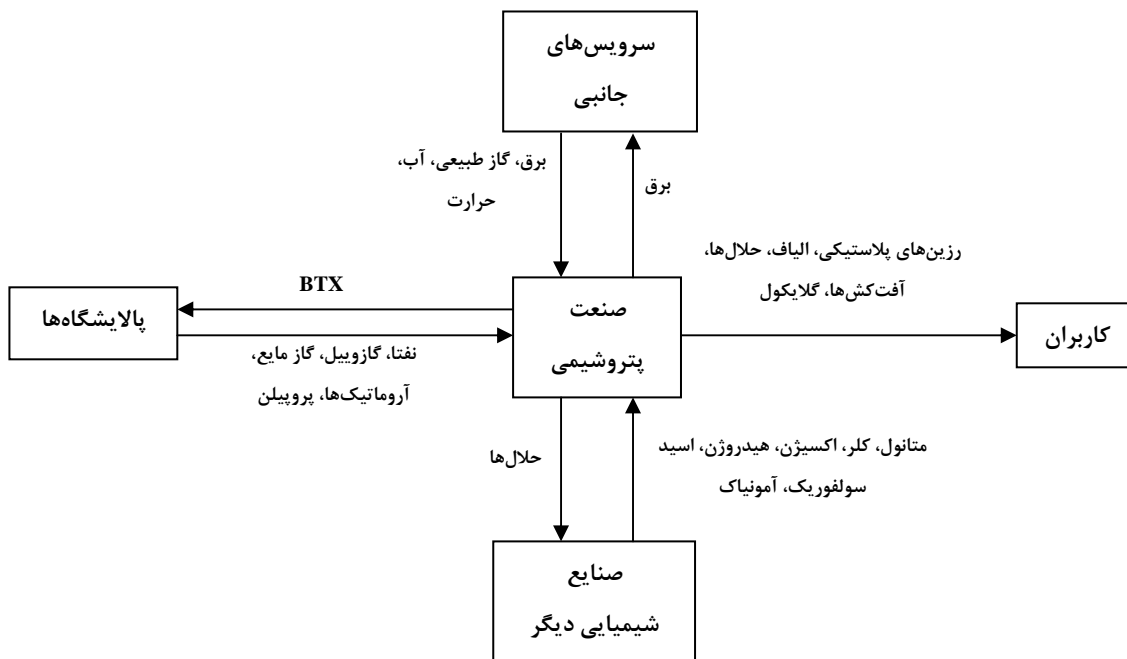 سرویس‌های
جانبی
برق، گاز طبیعی، آب،
حرارت
برق
رزین‌های پلاستیکی، الیاف، حلال‌ها،
آفت‌کش‌ها، گلایکول
BTX
پالایشگاه‌ها
صنعت
پتروشیمی
کاربران
نفتا، گازوییل، گاز مایع،
آروماتیک‌ها، پروپیلن
حلال‌ها
متانول، کلر، اکسیژن، هیدروژن، اسید
سولفوریک، آمونیاک
صنایع
شیمیایی دیگر